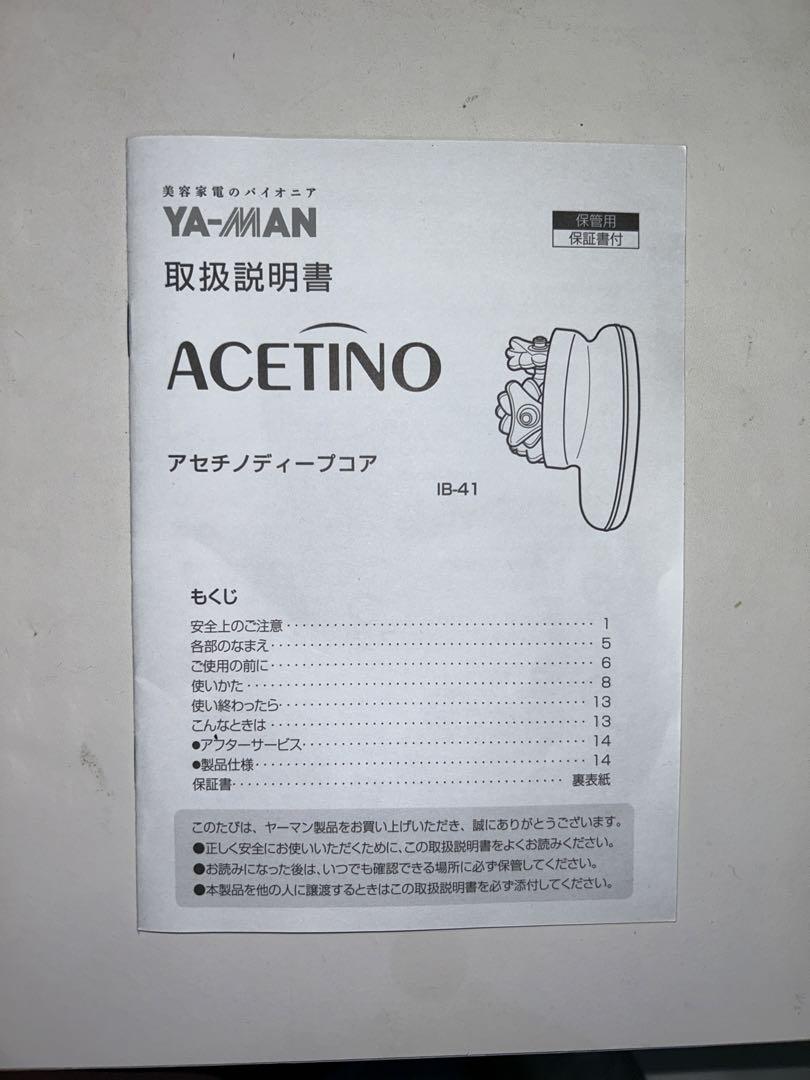 美容家電のパイオニア
YA-MAN
保管用
保証書付
取扱説明書
ACETINO
アセチノディープコア
IB-41
もくじ
安全上のご注意 ‥‥‥‥‥‥‥‥‥‥‥‥‥‥‥‥‥‥‥ 1
各部のなまえ ‥‥‥‥‥‥‥‥‥‥‥‥‥‥‥‥‥‥‥‥ 5
ご使用の前に ‥‥‥‥‥‥‥‥‥‥‥‥‥‥‥‥‥‥‥‥ 6
使いかた ‥‥‥‥‥‥‥‥‥‥‥‥‥‥‥‥‥‥‥‥‥‥ 8
使い終わったら ‥‥‥‥‥‥‥‥‥‥‥‥‥‥‥‥‥‥‥ 13
こんなときは ‥‥‥‥‥‥‥‥‥‥‥‥‥‥‥‥‥‥‥‥ 13
●アフターサービス ‥‥‥‥‥‥‥‥‥‥‥‥‥‥‥‥‥ 14
●製品仕様 ‥‥‥‥‥‥‥‥‥‥‥‥‥‥‥‥‥‥‥‥‥ 14
保証書 ‥‥‥‥‥‥‥‥‥‥‥‥‥‥‥‥‥‥‥‥ 裏表紙
このたびは、ヤーマン製品をお買い上げいただき、誠にありがとうございます。
●正しく安全にお使いいただくために、この取扱説明書をよくお読みください。
●お読みになった後は、いつでも確認できる場所に必ず保管してください。
●本製品を他の人に譲渡するときはこの取扱説明書を必ず添付してください。